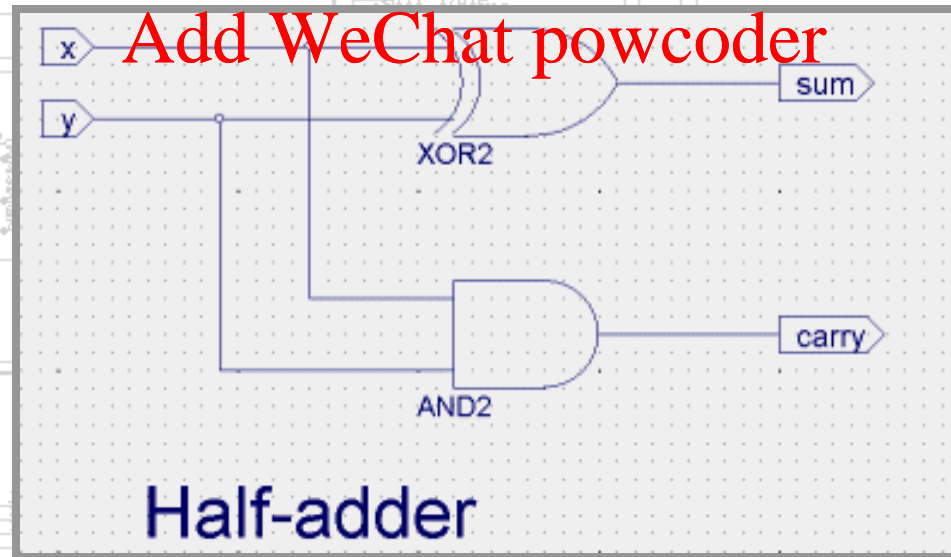 Add WeChat powcoder
x
sum
y
XOR2
carry
AND2
Half-adder